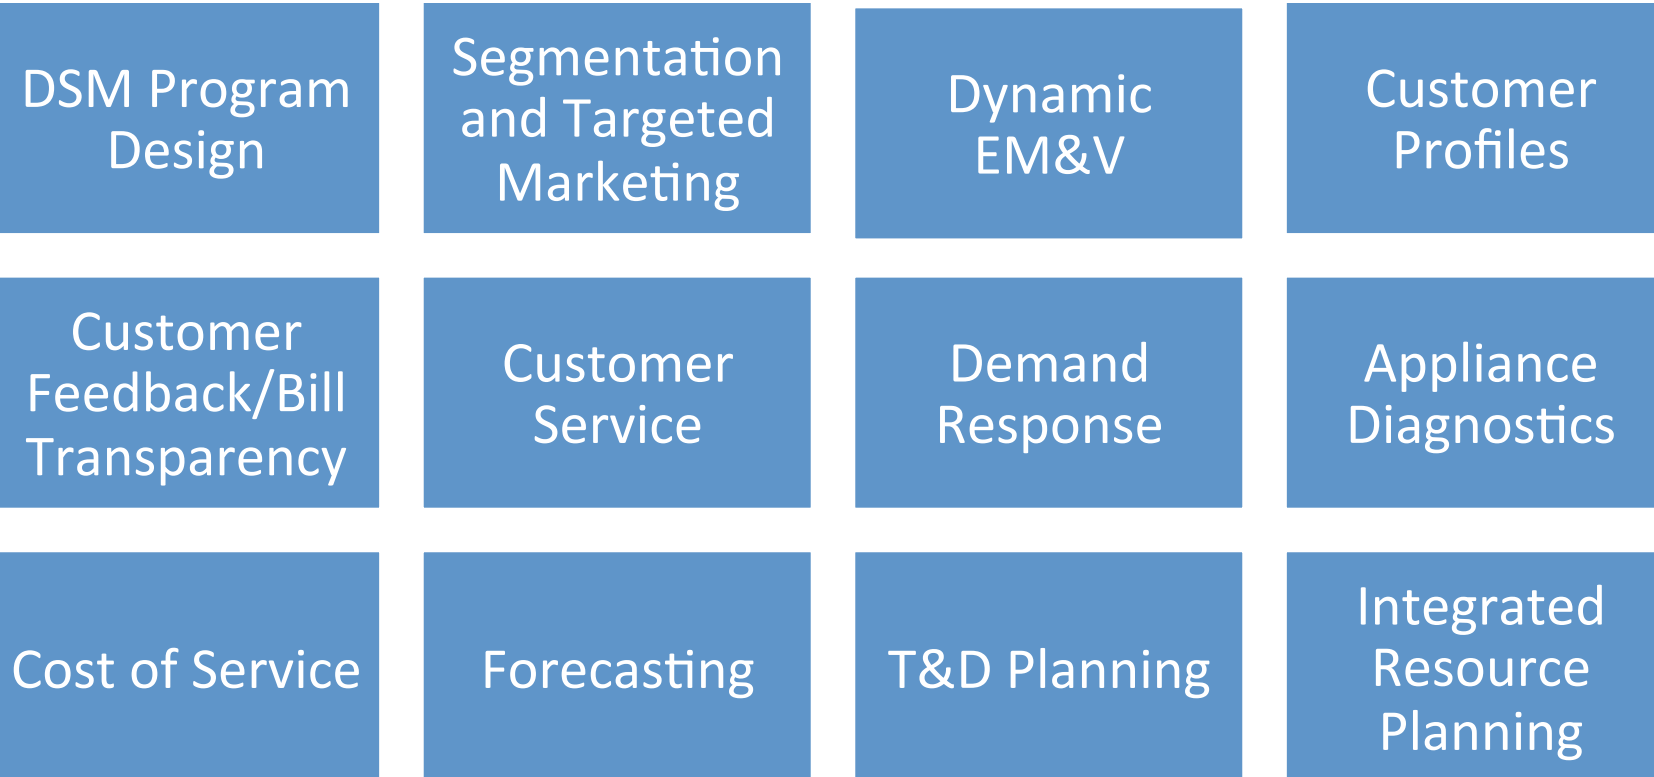 DSM Program
Design
Segmentation
and Targeted
Marketing
Dynamic
EM&V
Customer
Profiles
Customer
Feedback/Bill
Transparency
Customer
Service
Demand
Response
Appliance
Diagnostics
Cost of Service
Forecasting
T&D Planning
Integrated
Resource
Planning